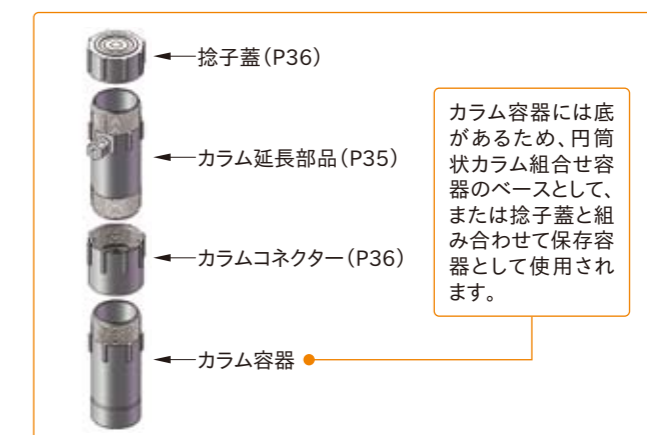 捻子蓋（P36）
カラム延長部品（P35）
カラムコネクター（P36）
カラム容器
カラム容器には底
があるため、円筒
状カラム組合せ容
器のベースとして、
または捻子蓋と組
み合わせて保存容
器として使用され
ます。